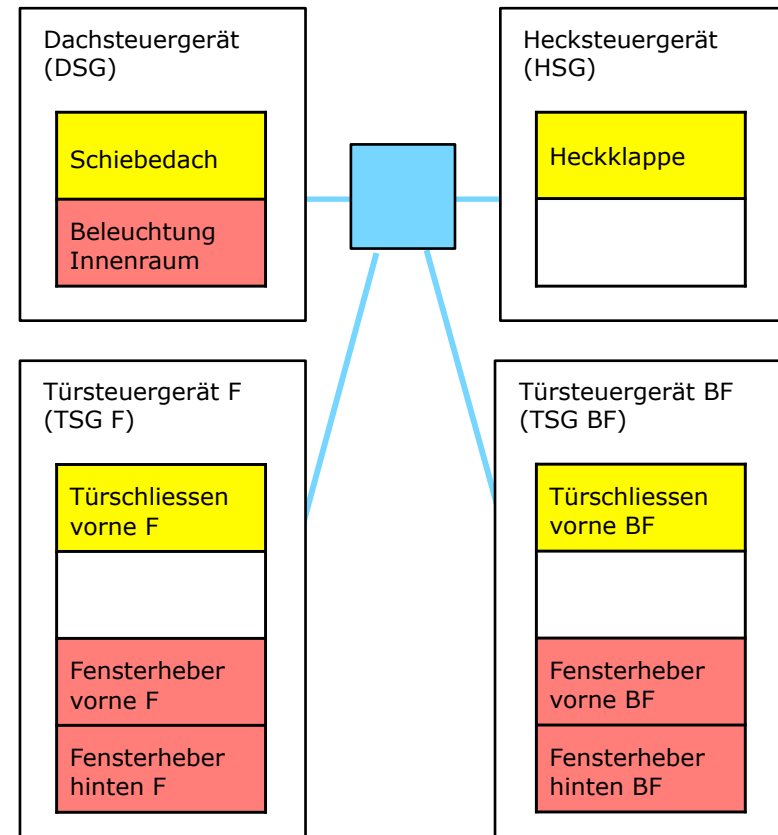 Dachsteuergerät
(DSG)
Schiebedach
Beleuchtung
Innenraum
Hecksteuergerät
(HSG)
Heckklappe
Türsteuergerät F
(TSG F)
Türschliessen
vorne F
Fensterheber
vorne F
Fensterheber
hinten F
Türsteuergerät BF
(TSG BF)
Türschliessen
vorne BF
Fensterheber
vorne BF
Fensterheber
hinten BF